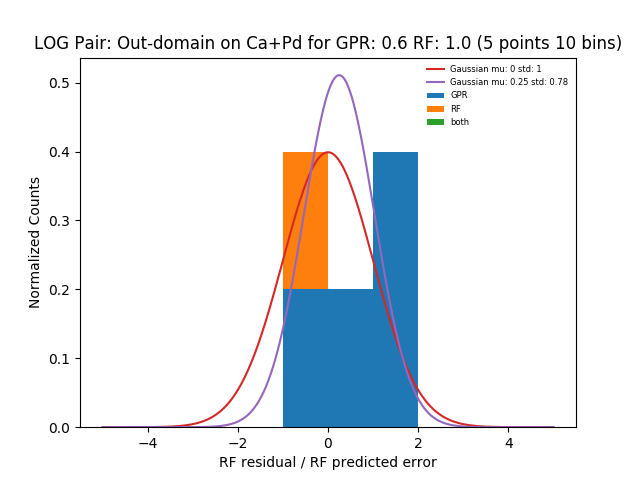 LOG Pair: Out-domain on Ca+Pd for GPR: 0.6 RF: 1.0 (5 points 10 bins)
Gaussian mu: 0 std: 1
Gaussian mu: 0.25 std: 0.78
GPR
RF
both
Normalized Counts
0.5
0.4
0.3
0.2
0.1
0.0
−4 −2 0 2 4
RF residual / RF predicted error